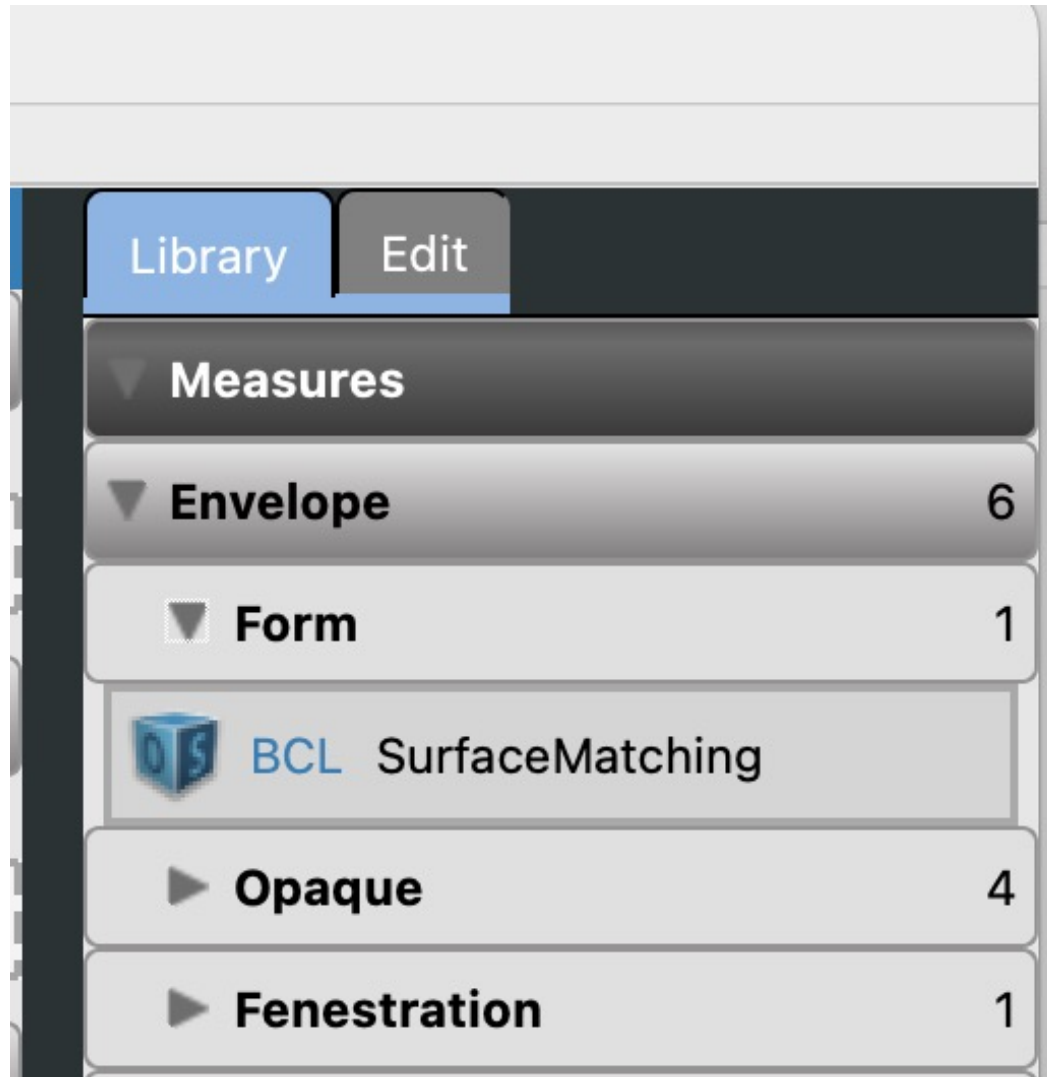 Library Edit
Measures
Envelope 6
Form 1
BCL SurfaceMatching
Opaque 4
Fenestration 1